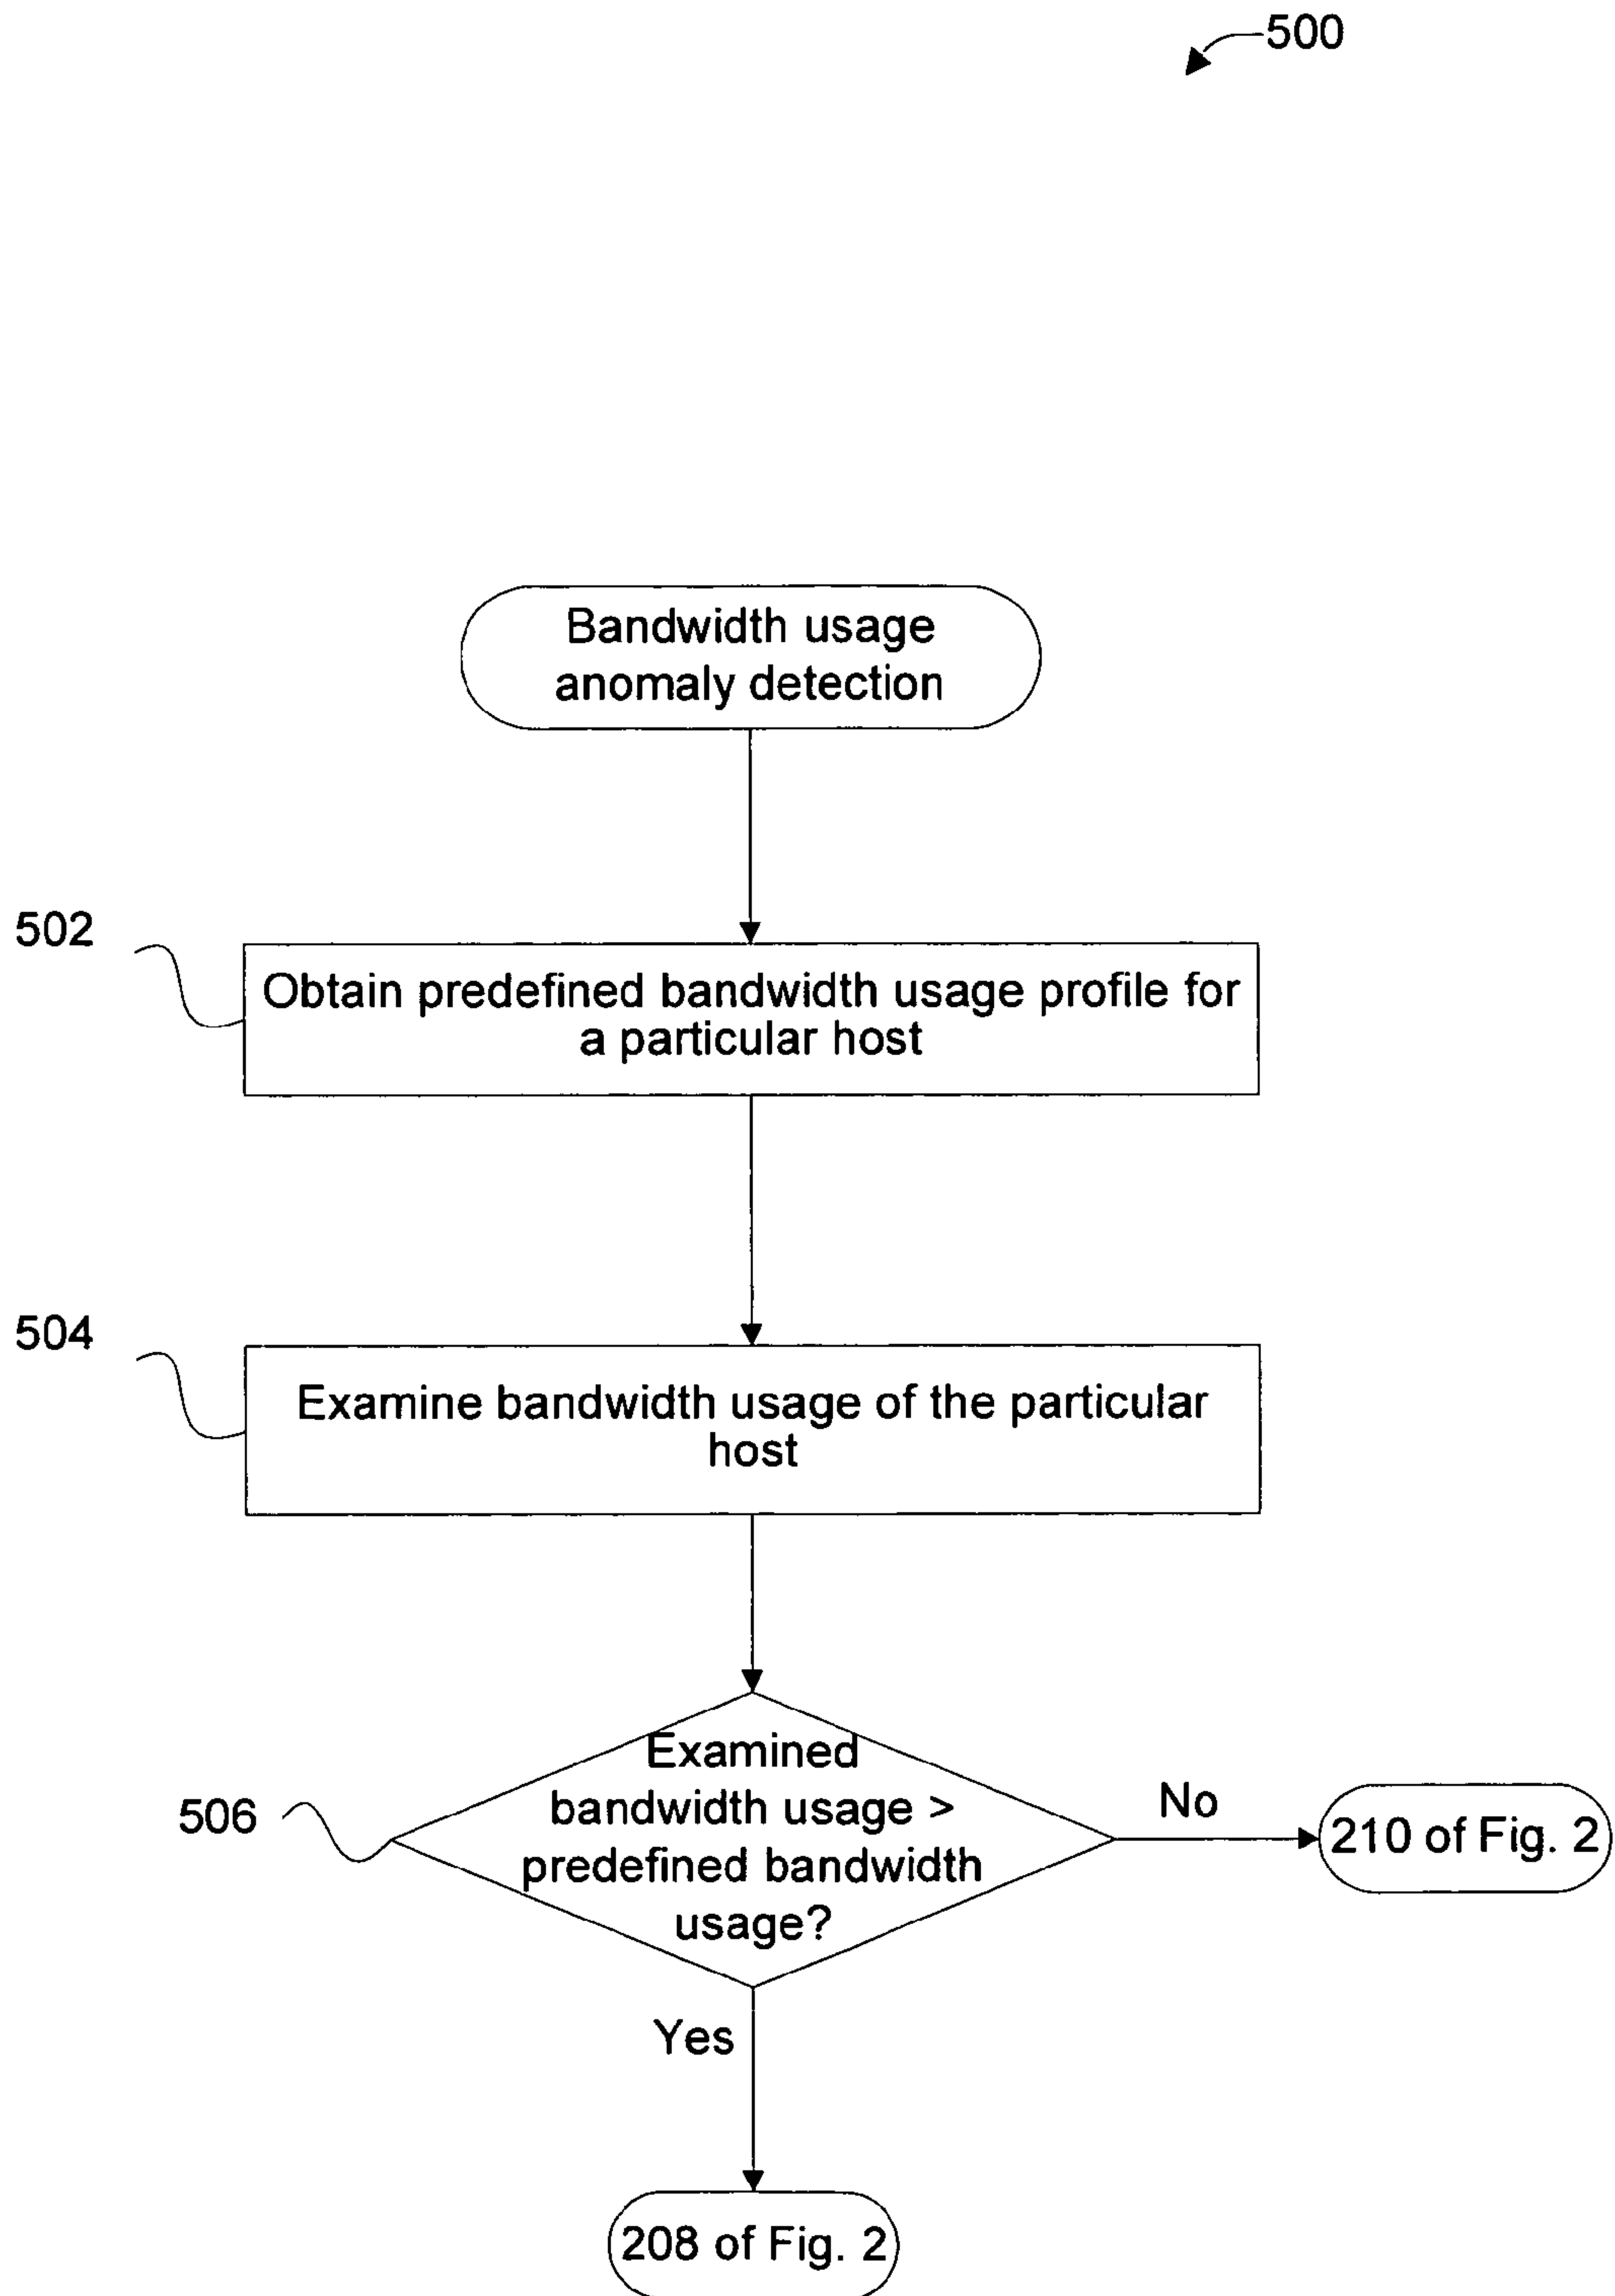 500
Bandwidth usage
anomaly detection
502
Obtain predefined bandwidth usage profile for
a particular host
504
Examine bandwidth usage of the particular
host
506
Examined
bandwidth usage >
predefined bandwidth
usage?
No
210 of Fig. 2
Yes
208 of Fig. 2